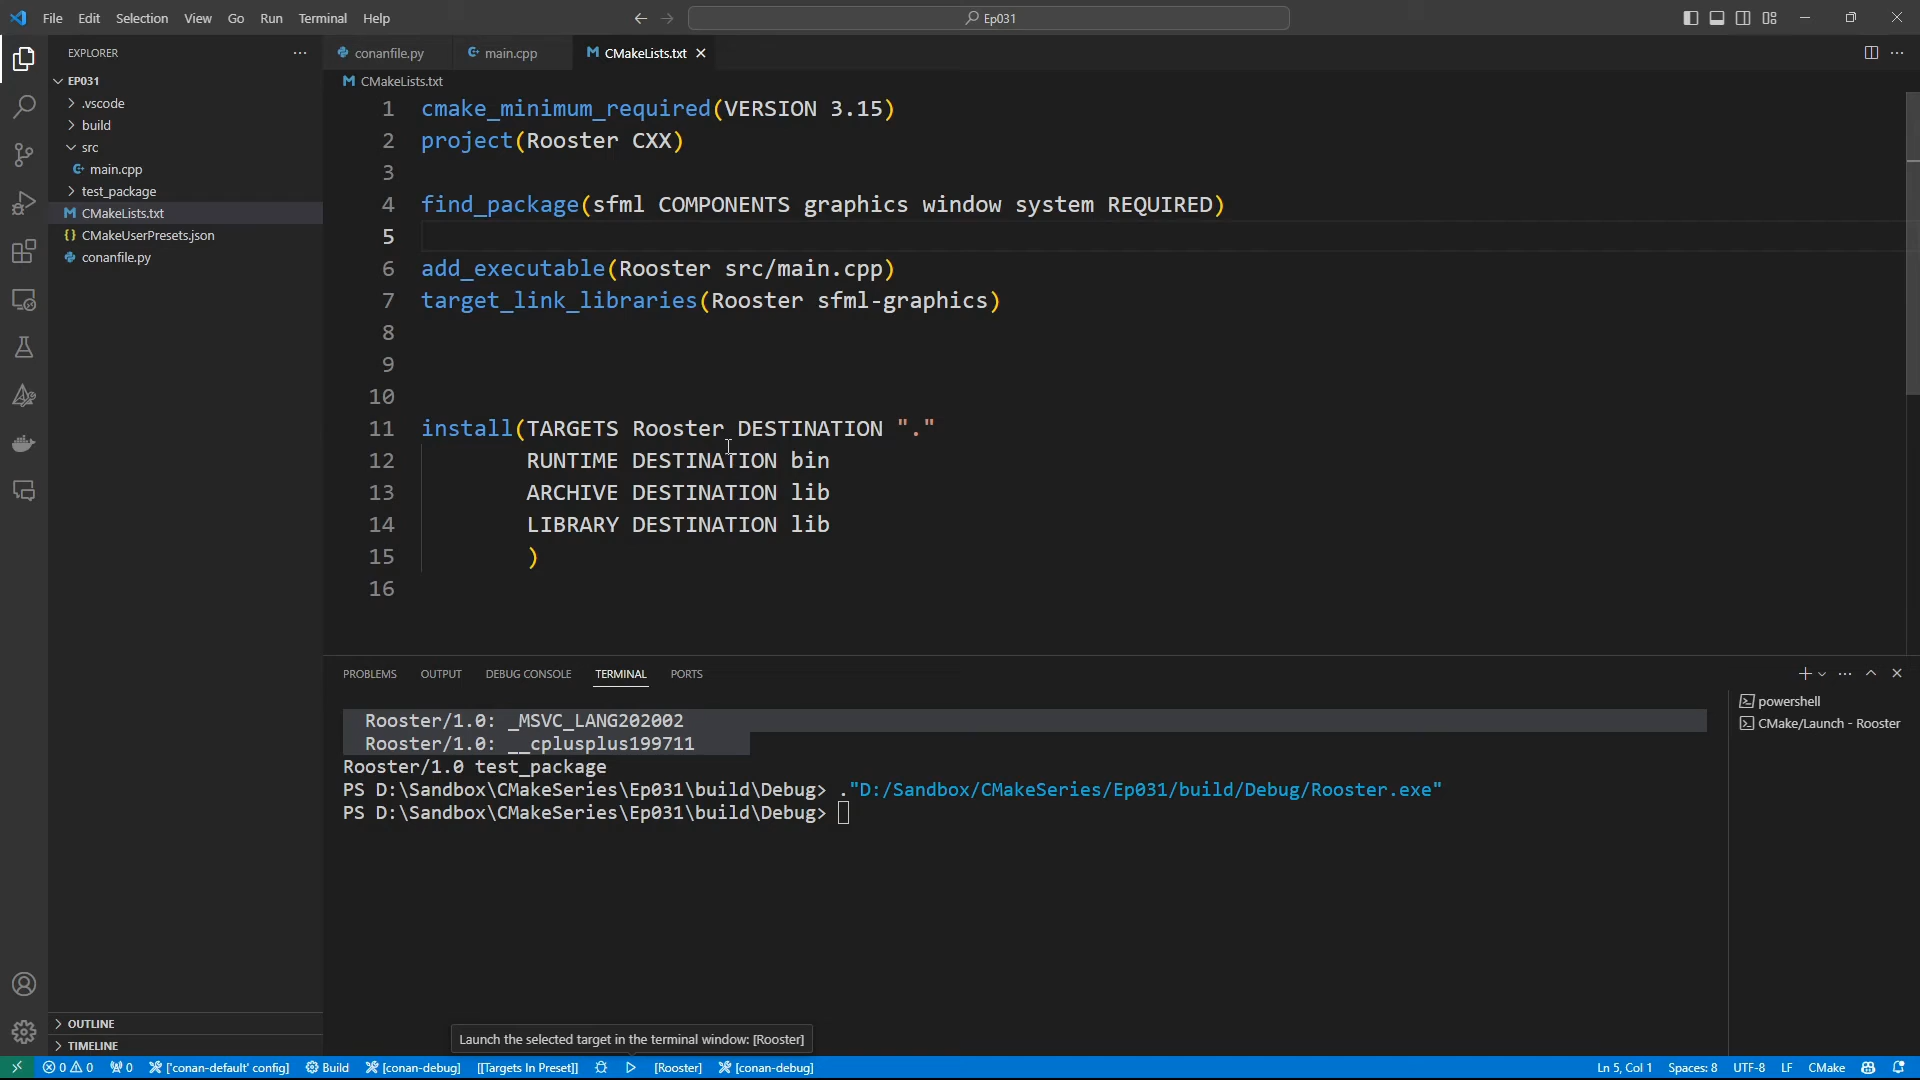 File Edit Selection View Go Run Terminal Help
Ep031
EXPLORER
EP031
.vscode
build
src
main.cpp
test_package
CMakeLists.txt
CMakeUserPresets.json
conanfile.py
OUTLINE
TIMELINE
conanfile.py main.cpp CMakeLists.txt
CMakeLists.txt
1 cmake_minimum_required(VERSION 3.15)
2 project(Rooster CXX)
3
4 find_package(sfml COMPONENTS graphics window system REQUIRED)
5
6 add_executable(Rooster src/main.cpp)
7 target_link_libraries(Rooster sfml-graphics)
8
9
10
11 install(TARGETS Rooster DESTINATION "."
12 RUNTIME DESTINATION bin
13 ARCHIVE DESTINATION lib
14 LIBRARY DESTINATION lib
15 )
16
PROBLEMS OUTPUT DEBUG CONSOLE TERMINAL PORTS
Rooster/1.0: _MSVC_LANG202002
Rooster/1.0: __cplusplus199711
Rooster/1.0 test_package
PS D:\Sandbox\CMakeSeries\Ep031\build\Debug> ."D:/Sandbox/CMakeSeries/Ep031/build/Debug/Rooster.exe"
PS D:\Sandbox\CMakeSeries\Ep031\build\Debug>
powershell
CMake/Launch - Rooster
Launch the selected target in the terminal window: [Rooster]
0 0 0 ['conan-default' config] Build [conan-debug] [[Targets In Preset]] [Rooster] [conan-debug] Ln 5, Col 1 Spaces: 8 UTF-8 LF CMake